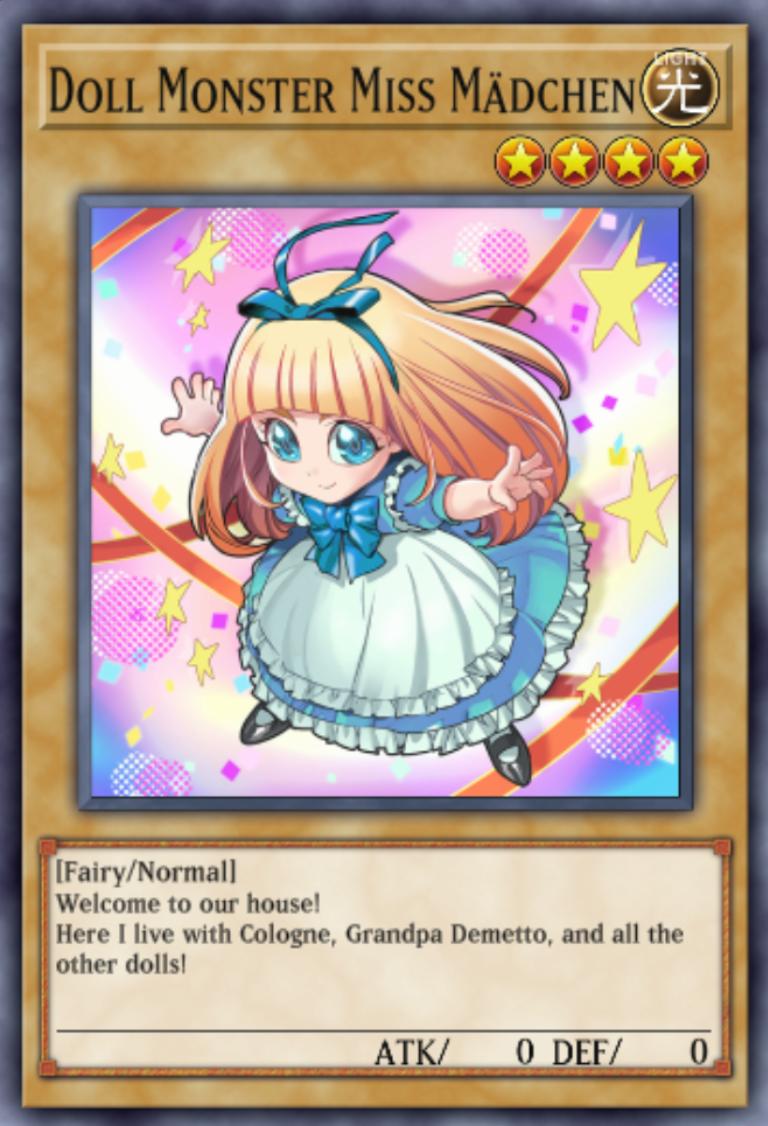 DOLL MONSTER MISS MÄDCHEN
LIGHT
光
[Fairy/Normal]
Welcome to our house!
Here I live with Cologne, Grandpa Demetto, and all the
other dolls!
ATK/ 0 DEF/ 0